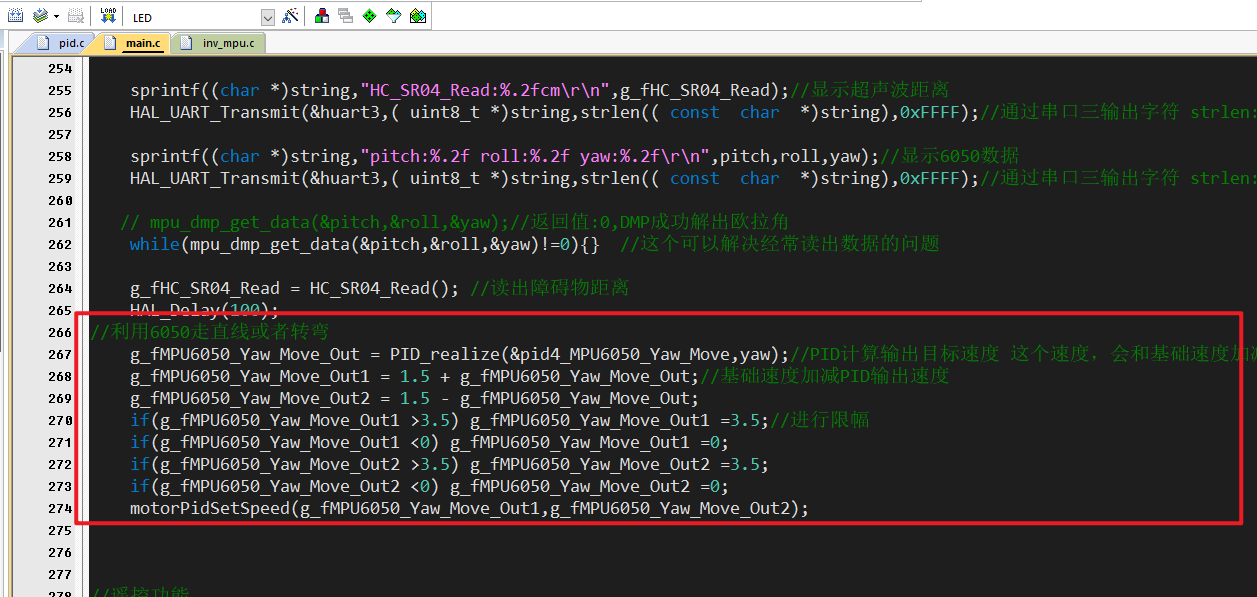 LOAD
LED
pid.c
main.c
inv_mpu.c
254
255 sprintf((char *)string,"HC_SR04_Read:%.2fcm\r\n",g_fHC_SR04_Read);//显示超声波距离
256 HAL_UART_Transmit(&huart3,( uint8_t *)string,strlen(( const char *)string),0xFFFF);//通过串口三输出字符 strlen:
257
258 sprintf((char *)string,"pitch:%.2f roll:%.2f yaw:%.2f\r\n",pitch,roll,yaw);//显示6050数据
259 HAL_UART_Transmit(&huart3,( uint8_t *)string,strlen(( const char *)string),0xFFFF);//通过串口三输出字符 strlen:
260
261 // mpu_dmp_get_data(&pitch,&roll,&yaw);//返回值:0,DMP成功解出欧拉角
262 while(mpu_dmp_get_data(&pitch,&roll,&yaw)!=0){} //这个可以解决经常读出数据的问题
263
264 g_fHC_SR04_Read = HC_SR04_Read(); //读出障碍物距离
265 HAL_Delay(100);
266 //利用6050走直线或者转弯
267 g_fMPU6050_Yaw_Move_Out = PID_realize(&pid4_MPU6050_Yaw_Move,yaw);//PID计算输出目标速度 这个速度，会和基础速度加减
268 g_fMPU6050_Yaw_Move_Out1 = 1.5 + g_fMPU6050_Yaw_Move_Out;//基础速度加减PID输出速度
269 g_fMPU6050_Yaw_Move_Out2 = 1.5 - g_fMPU6050_Yaw_Move_Out;
270 if(g_fMPU6050_Yaw_Move_Out1 >3.5) g_fMPU6050_Yaw_Move_Out1 =3.5;//进行限幅
271 if(g_fMPU6050_Yaw_Move_Out1 <0) g_fMPU6050_Yaw_Move_Out1 =0;
272 if(g_fMPU6050_Yaw_Move_Out2 >3.5) g_fMPU6050_Yaw_Move_Out2 =3.5;
273 if(g_fMPU6050_Yaw_Move_Out2 <0) g_fMPU6050_Yaw_Move_Out2 =0;
274 motorPidSetSpeed(g_fMPU6050_Yaw_Move_Out1,g_fMPU6050_Yaw_Move_Out2);
275
276
277
278 //遥控功能